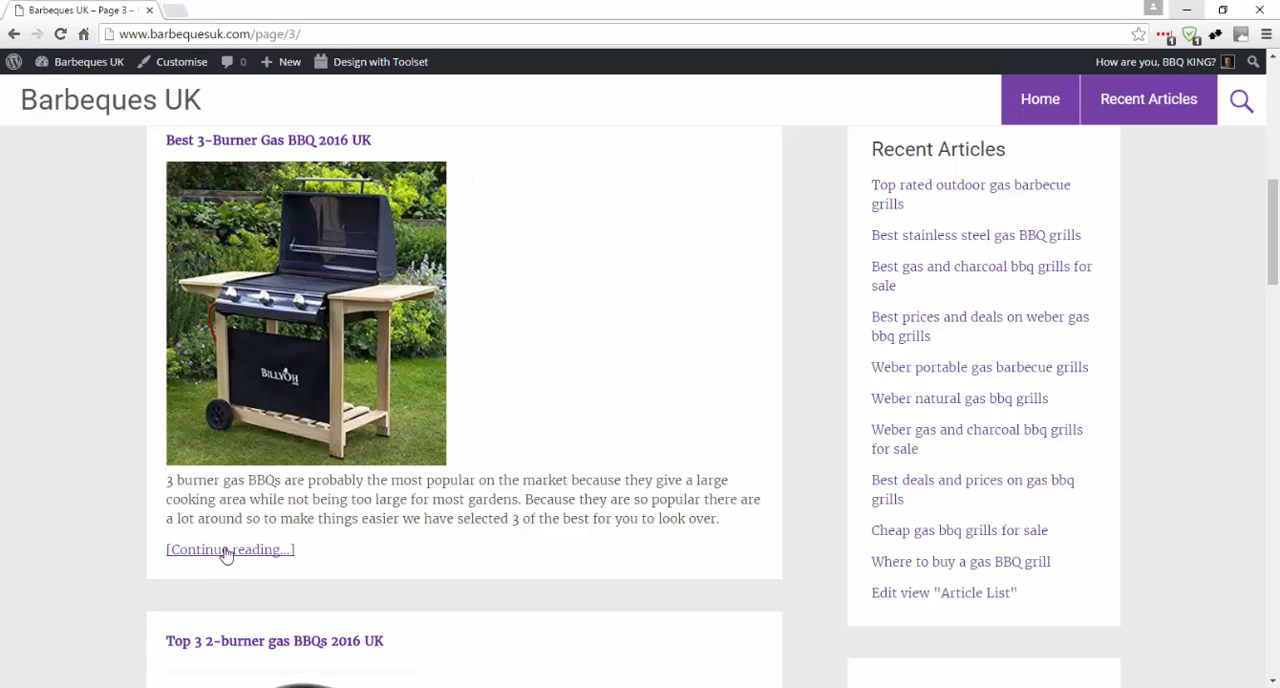 Barbeques UK – Page 3 –
www.barbequesuk.com/page/3/
Barbeques UK
Customise
0
New
Design with Toolset
How are you, BBQ KING?
Barbeques UK
Home
Recent Articles
Best 3-Burner Gas BBQ 2016 UK
BILLYOH
3 burner gas BBQs are probably the most popular on the market because they give a large
cooking area while not being too large for most gardens. Because they are so popular there are
a lot around so to make things easier we have selected 3 of the best for you to look over.
[Continue reading...]
Top 3 2-burner gas BBQs 2016 UK
Recent Articles
Top rated outdoor gas barbecue
grills
Best stainless steel gas BBQ grills
Best gas and charcoal bbq grills for
sale
Best prices and deals on weber gas
bbq grills
Weber portable gas barbecue grills
Weber natural gas bbq grills
Weber gas and charcoal bbq grills
for sale
Best deals and prices on gas bbq
grills
Cheap gas bbq grills for sale
Where to buy a gas BBQ grill
Edit view "Article List"